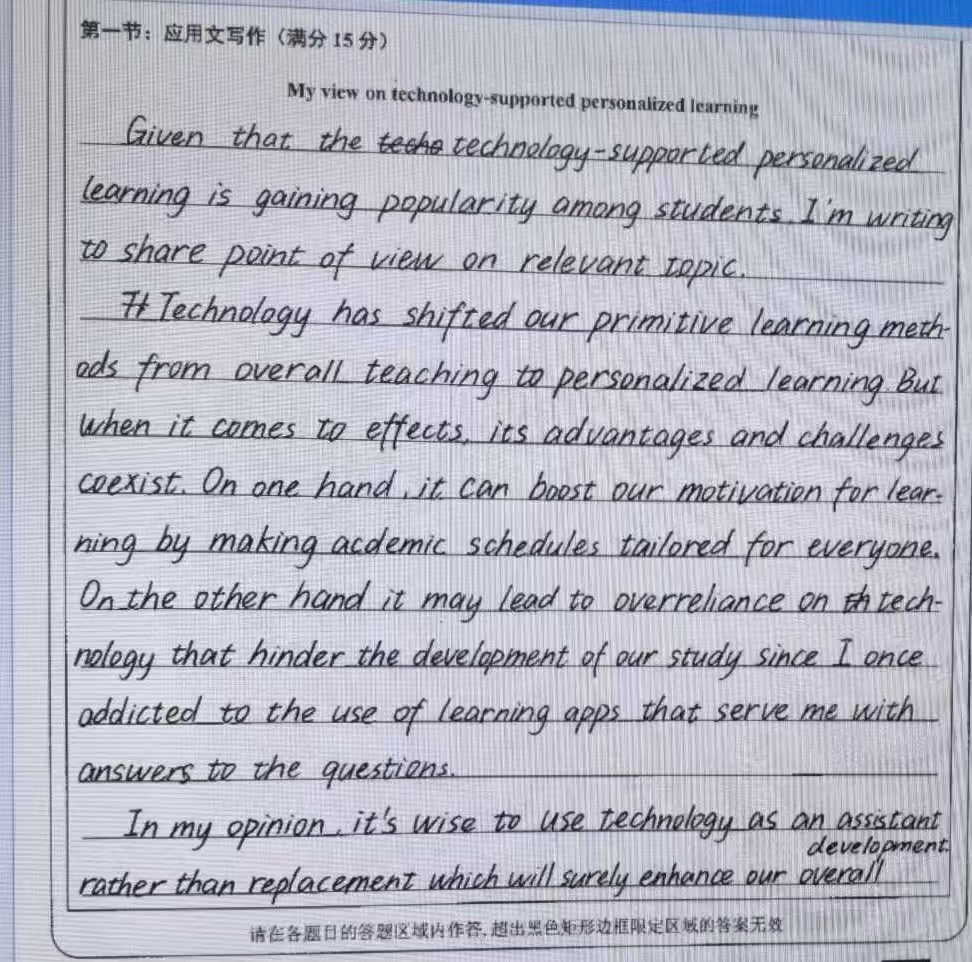 第一节：应用文写作（满分 15 分）
My view on technology-supported personalized learning
Given that the techo technology-supported personalized
learning is gaining popularity among students, I'm writing
to share point of view on relevant topic.
Technology has shifted our primitive learning meth-
ods from overall teaching to personalized learning. But
when it comes to effects, its advantages and challenges
coexist. On one hand, it can boost our motivation for lear-
ning by making acdemic schedules tailored for everyone.
On the other hand it may lead to overreliance on th tech-
nology that hinder the development of our study since I once
addicted to the use of learning apps that serve me with
answers to the questions.
In my opinion, it's wise to use technology as an assistant
development.
rather than replacement which will surely enhance our overall
请在各题目的答题区域内作答，超出黑色矩形边框限定区域的答案无效